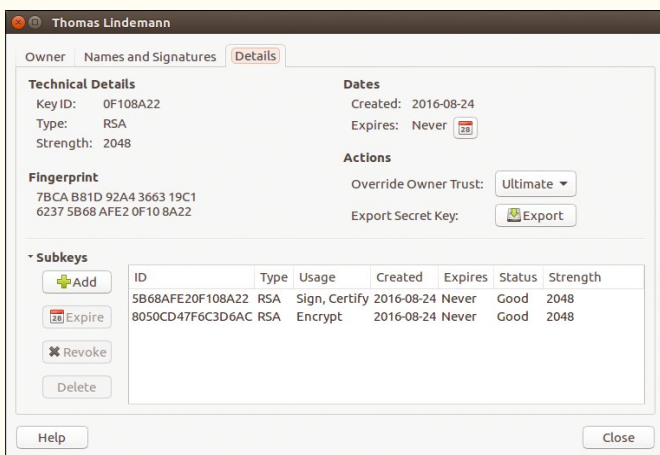 Thomas Lindemann
Owner Names and Signatures Details
Technical Details
Key ID: 0F108A22
Type: RSA
Strength: 2048
Fingerprint
7BCA B81D 92A4 3663 19C1
6237 5B68 AFE2 0F10 8A22
Dates
Created: 2016-08-24
Expires: Never 28
Actions
Override Owner Trust: Ultimate
Export Secret Key: Export
Subkeys
Add
28 Expire
Revoke
Delete
ID Type Usage Created Expires Status Strength
5B68AFE20F108A22 RSA Sign, Certify 2016-08-24 Never Good 2048
8050CD47F6C3D6AC RSA Encrypt 2016-08-24 Never Good 2048
Help Close